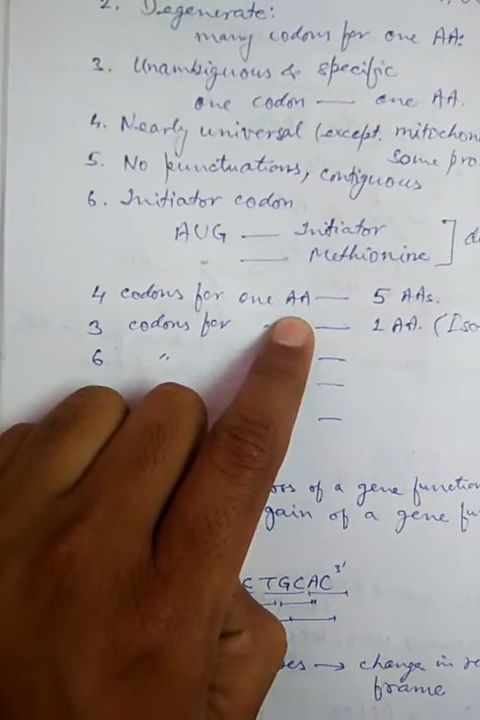 2. Degenerate:
many codons for one AA.
3. Unambiguous & specific
one codon — one AA.
4. Nearly universal (except. mitochon
some pro
5. No punctuations, contiguous
6. Initiator codon
AUG — Initiator
" — Methionine ]
4 codons for one AA — 5 AAs.
3 codons for — 1 AA. (Iso
6 " —
—
—
of a gene function
gain of a gene fu
C TGCAC 3'
→ change in re
frame